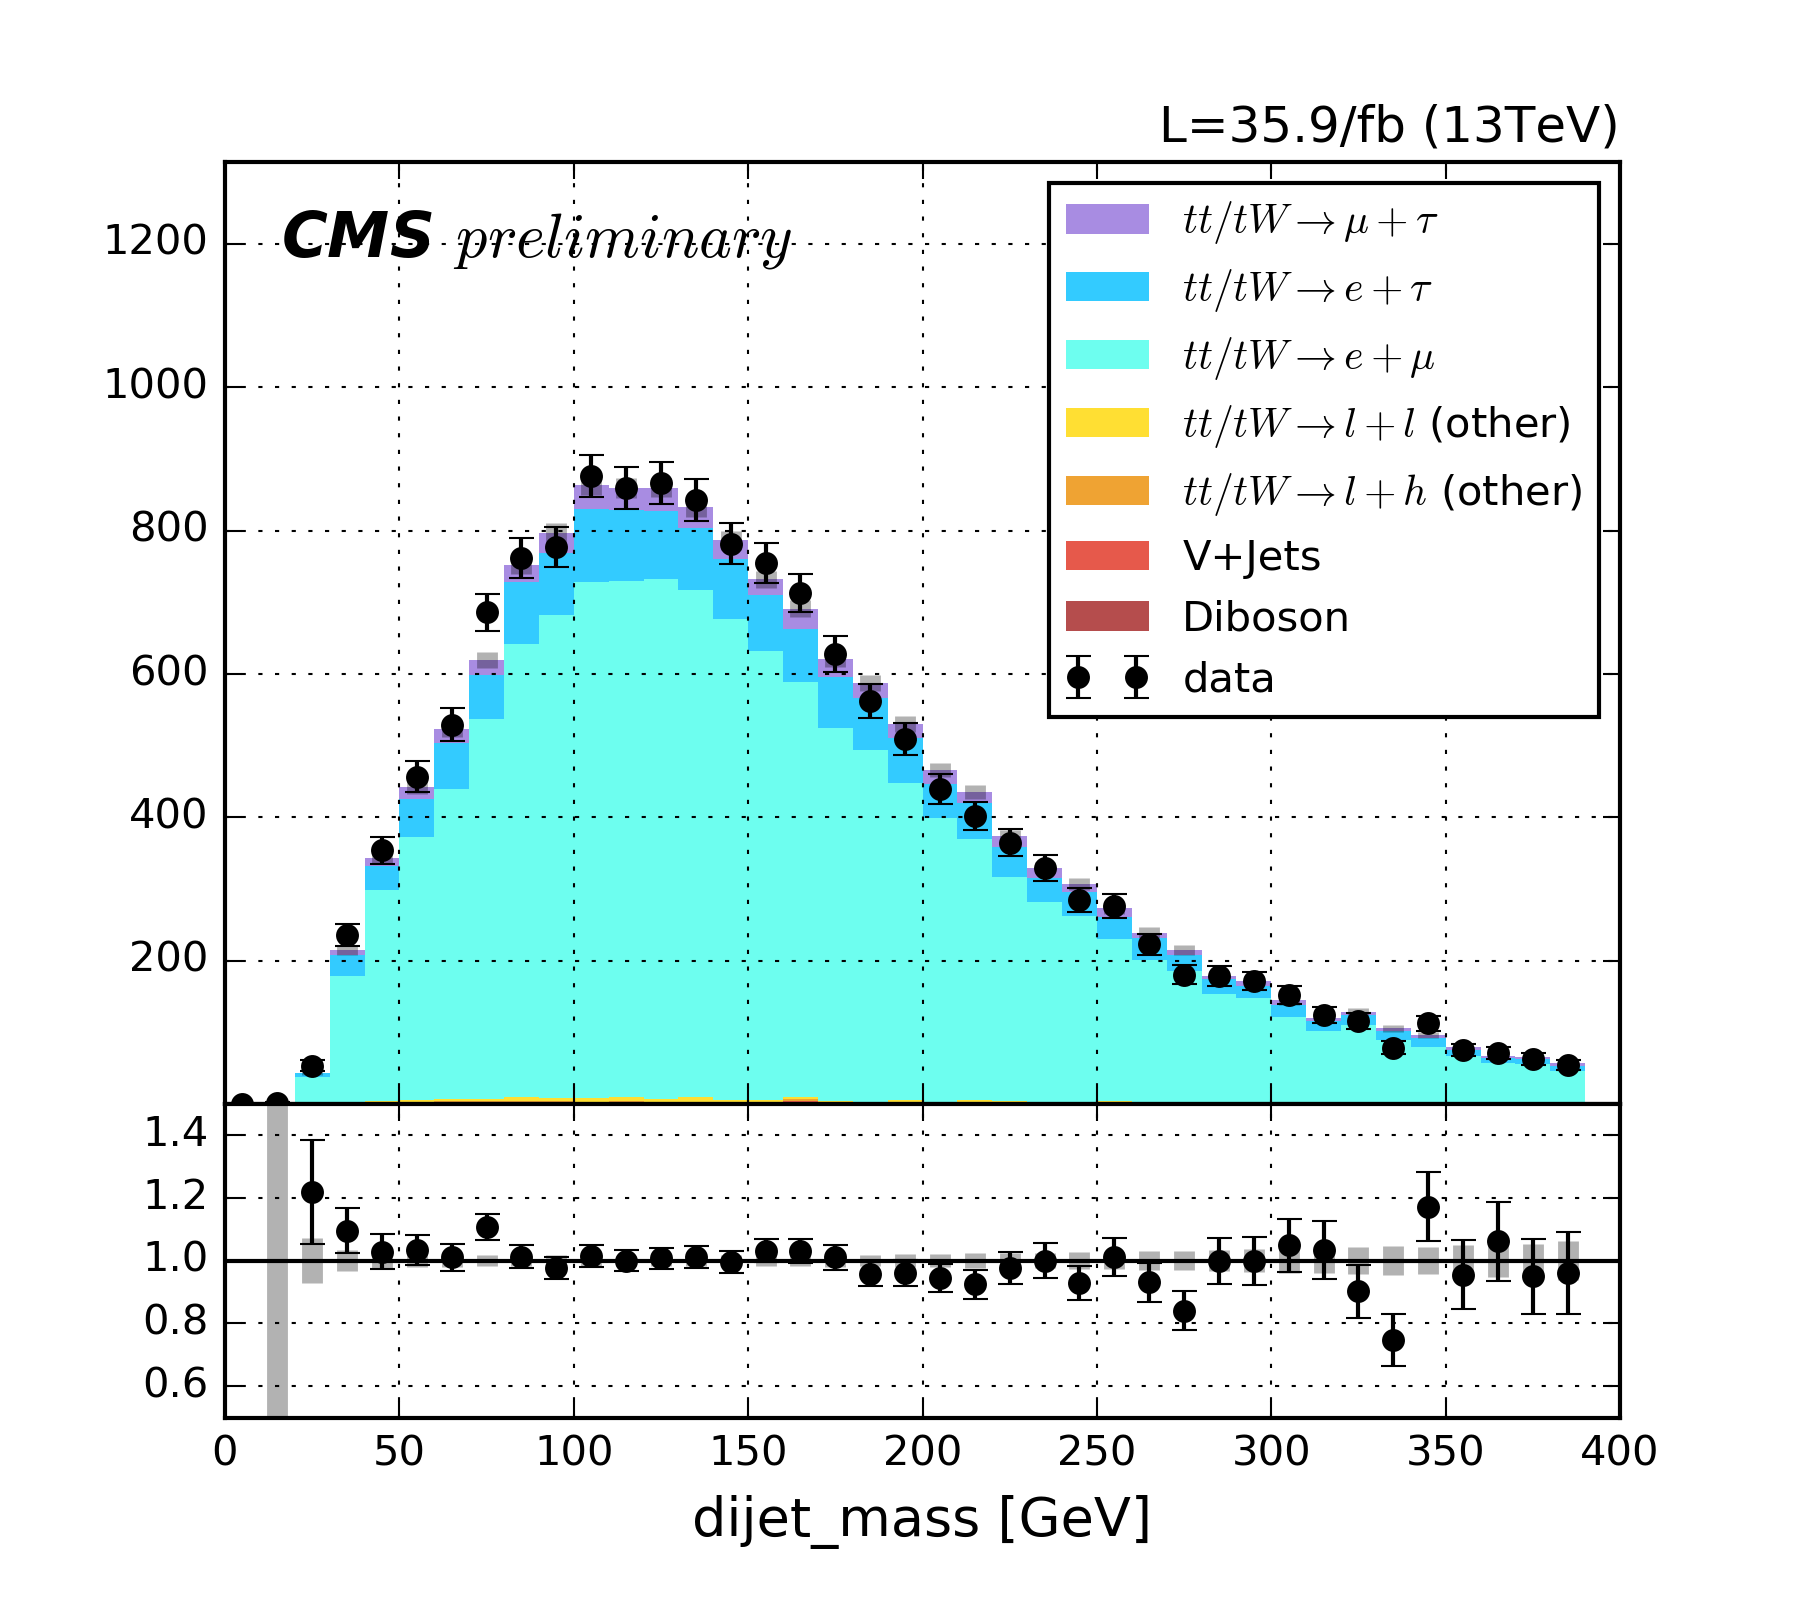 L=35.9/fb (13TeV)
CMS preliminary
1200
1000
800
600
400
200
tt/tW → μ + τ
tt/tW → e + τ
tt/tW → e + μ
tt/tW → l + l (other)
tt/tW → l + h (other)
V+Jets
Diboson
data
1.4
1.2
1.0
0.8
0.6
0 50 100 150 200 250 300 350 400
dijet_mass [GeV]